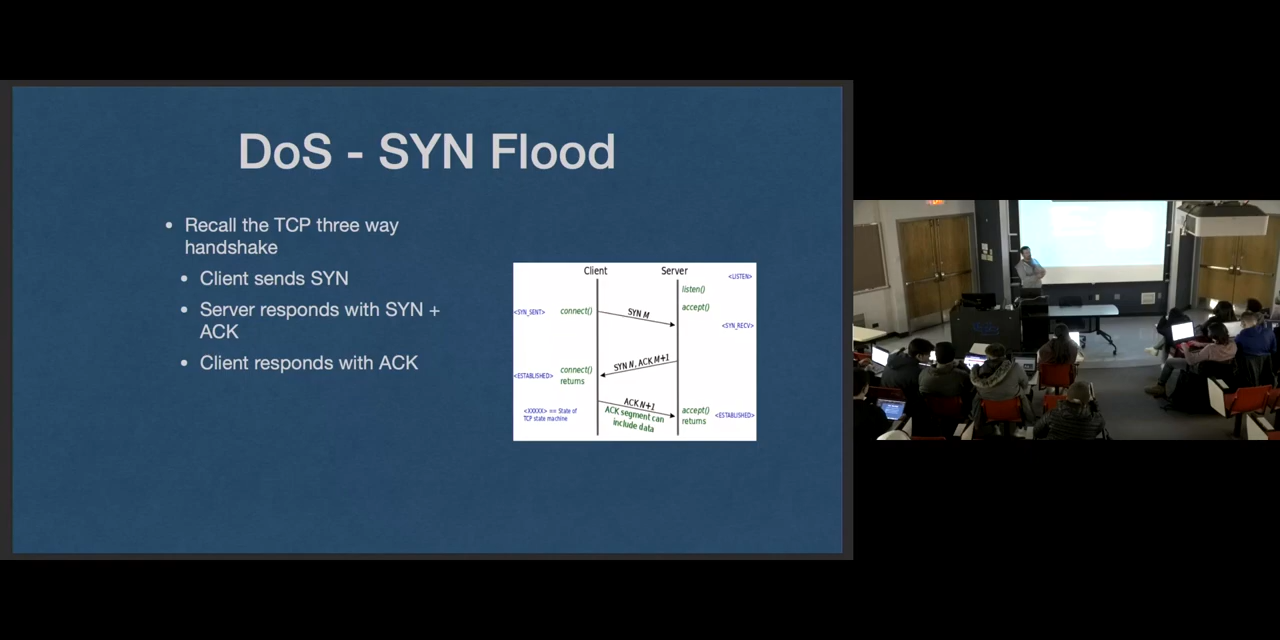 DoS - SYN Flood
Recall the TCP three way
handshake
Client sends SYN
Server responds with SYN +
ACK
Client responds with ACK
Client
Server
<LISTEN>
listen()
<SYN_SENT>
connect()
SYN M
accept()
<SYN_RECV>
SYN N, ACK M+1
<ESTABLISHED>
connect()
returns
ACK N+1
ACK segment can
include data
<XXXXX> == State of
TCP state machine
accept()
returns
<ESTABLISHED>